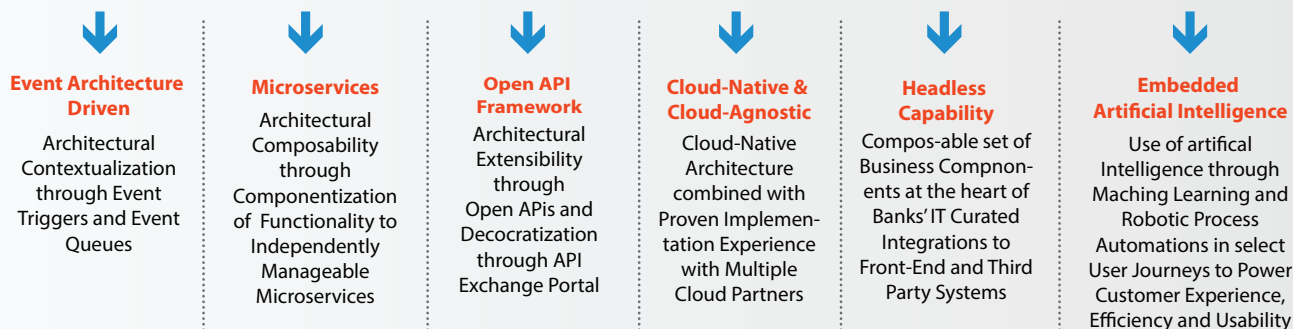 Event Architecture
Driven
Architectural
Contextualization
through Event
Triggers and Event
Queues
Microservices
Architectural
Composability
through
Componentization
of Functionality to
Independently
Manageable
Microservices
Open API
Framework
Architectural
Extensibility
through
Open APis and
Decocratization
through API
Exchange Portal
Cloud-Native &
Cloud-Agnostic
Cloud-Native
Architecture
combined with
Proven Implemen-
tation Experience
with Multiple
Cloud Partners
Headless
Capability
Compos-able set of
Business Compnon-
ents at the heart of
Banks' IT Curated
Integrations to
Front-End and Third
Party Systems
Embedded
Artificial Intelligence
Use of artifical
Intelligence through
Maching Learning and
Robotic Process
Automations in select
User Journeys to Power
Customer Experience,
Efficiency and Usability